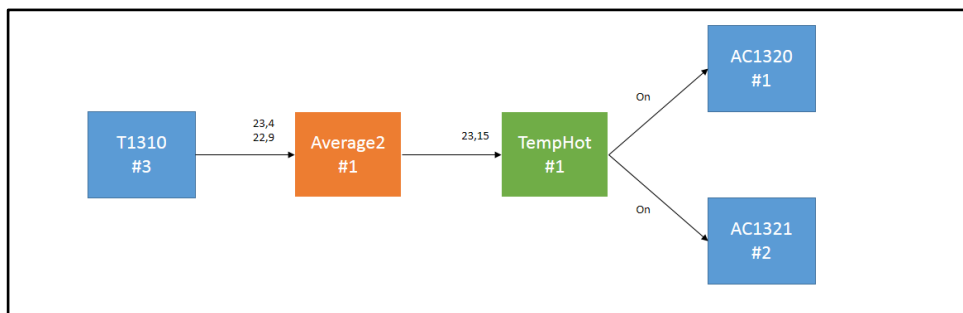 T1310
#3
23,4
22,9
Average2
#1
23,15
TempHot
#1
On
On
AC1320
#1
AC1321
#2